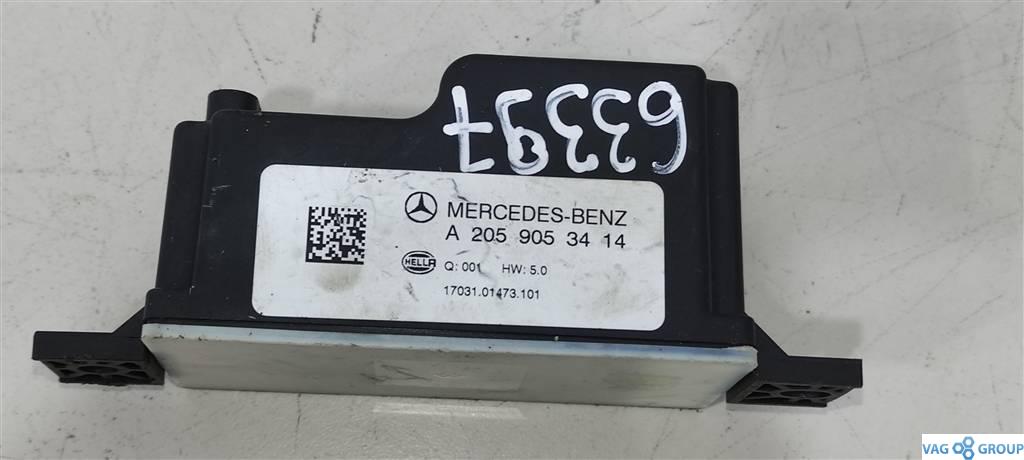 63397
MERCEDES-BENZ
A 205 905 34 14
HELLA Q: 001 HW: 5.0
17031.01473.101
VAG GROUP